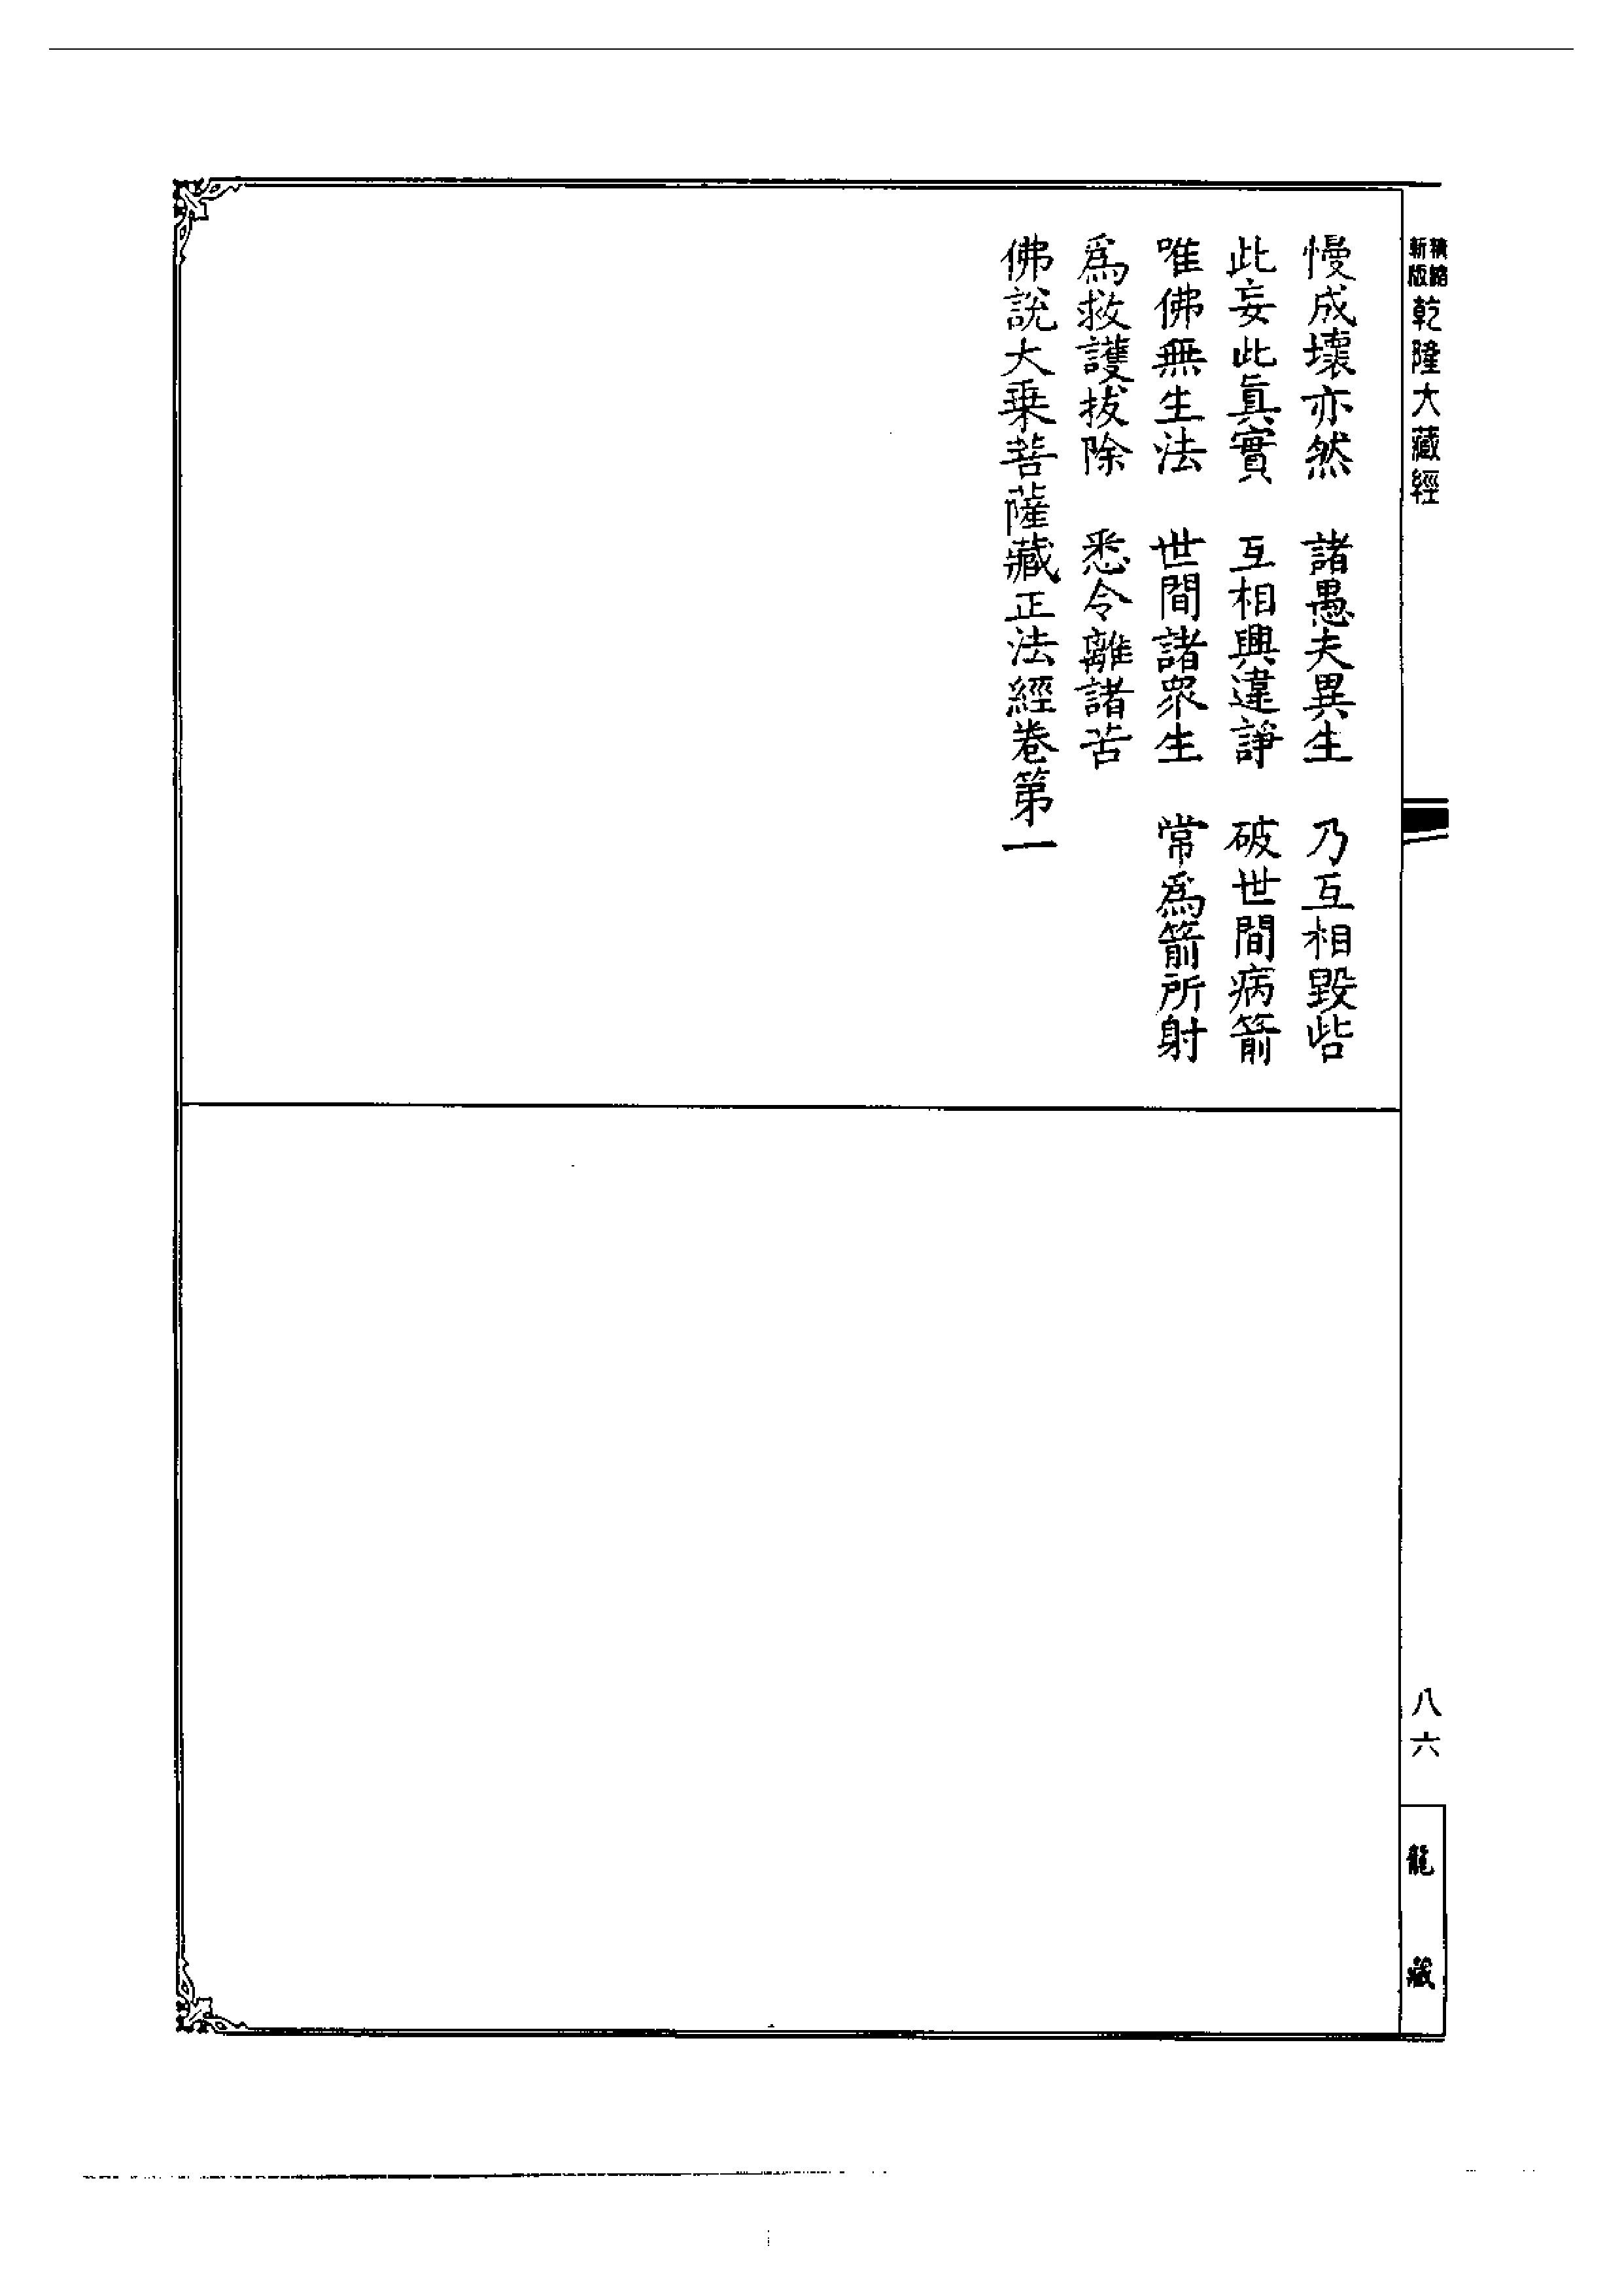 精縮新版 乾隆大藏經
慢成壞亦然　諸愚夫異生　乃互相毀呰
此妄此眞實　互相興違諍　破世間病箭
唯佛無生法　世間諸眾生　常爲箭所射
爲救護拔除　悉令離諸苦
佛說大乗菩薩藏正法經卷第一
八六
龍藏